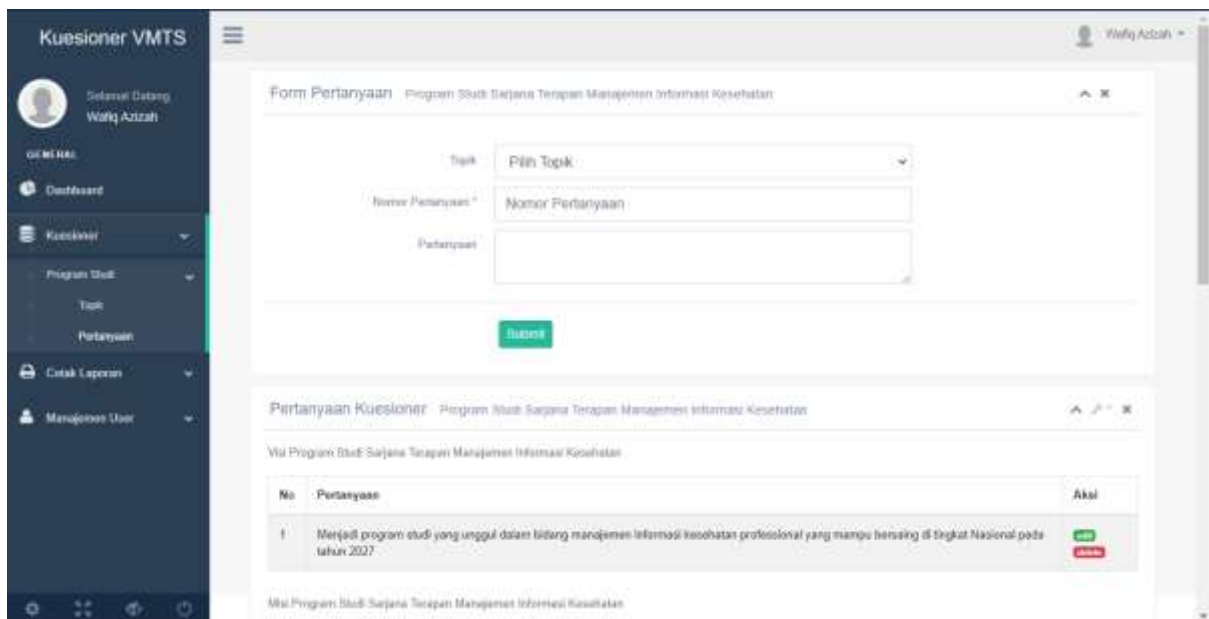 Kuesioner VMTS
Wafiq Azizah
Selamat Datang,
Wafiq Azizah
GENERAL
Dashboard
Kuesioner
Program Studi
Topik
Pertanyaan
Cetak Laporan
Manajemen User
Form Pertanyaan Program Studi Sarjana Terapan Manajemen Informasi Kesehatan
Topik
Pilih Topik
Nomor Pertanyaan *
Nomor Pertanyaan
Pertanyaan
Submit
Pertanyaan Kuesioner Program Studi Sarjana Terapan Manajemen Informasi Kesehatan
Visi Program Studi Sarjana Terapan Manajemen Informasi Kesehatan
No Pertanyaan Aksi
1 Menjadi program studi yang unggul dalam bidang manajemen informasi kesehatan professional yang mampu bersaing di tingkat Nasional pada
tahun 2027
edit
delete
Misi Program Studi Sarjana Terapan Manajemen Informasi Kesehatan